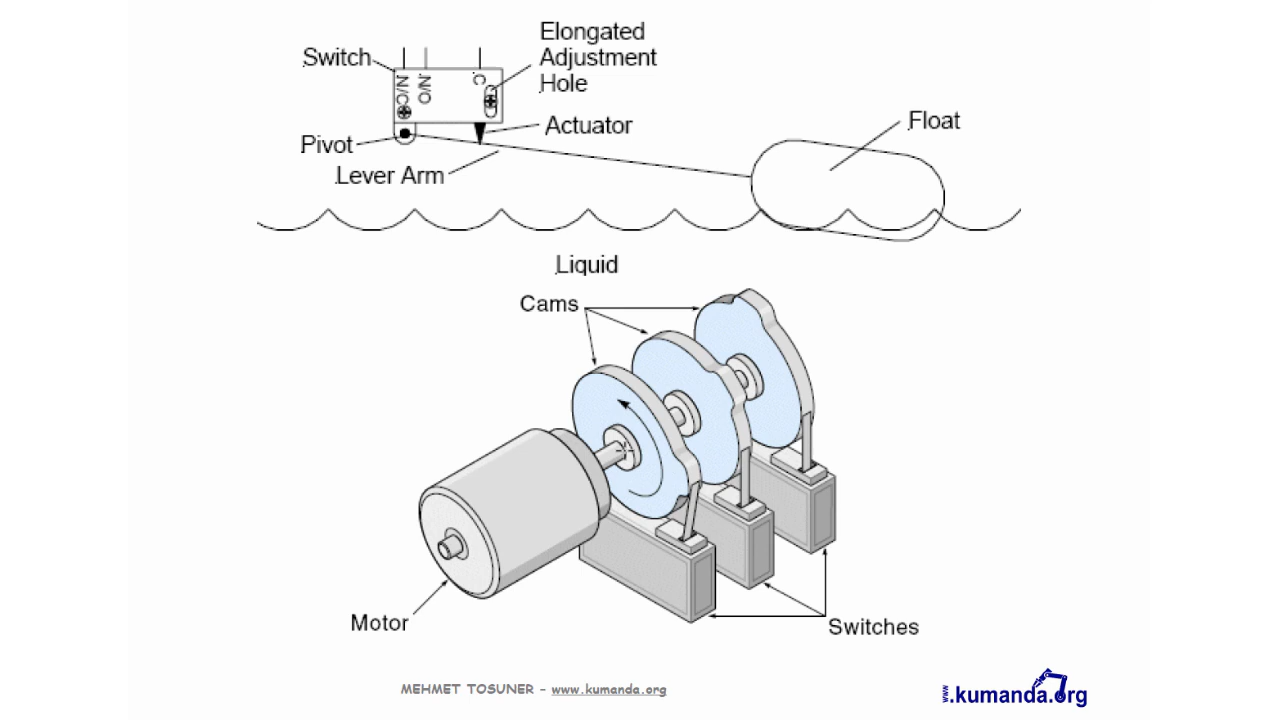 Elongated
Adjustment
Hole
Switch
N/C
N/O
C
Actuator
Float
Pivot
Lever Arm
Liquid
Cams
Motor
Switches
MEHMET TOSUNER - www.kumanda.org
www.kumanda.org